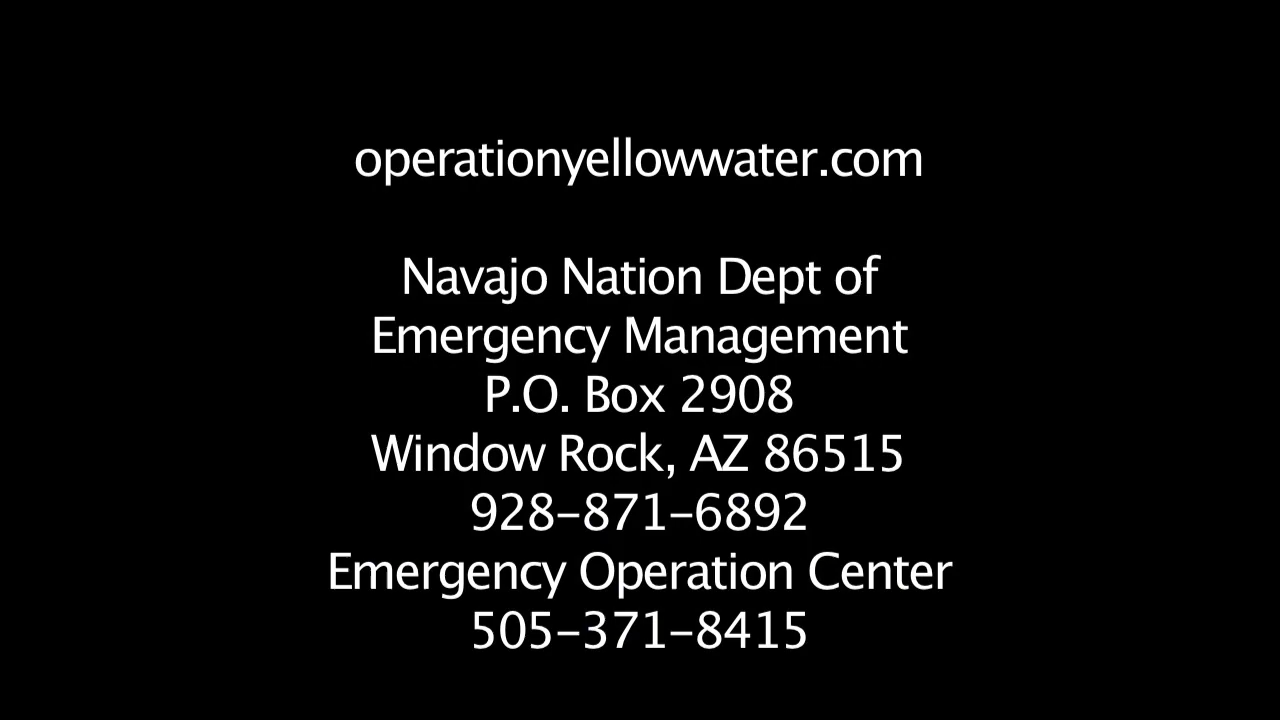 operationyellowwater.com
Navajo Nation Dept of
Emergency Management
P.O. Box 2908
Window Rock, AZ 86515
928-871-6892
Emergency Operation Center
505-371-8415